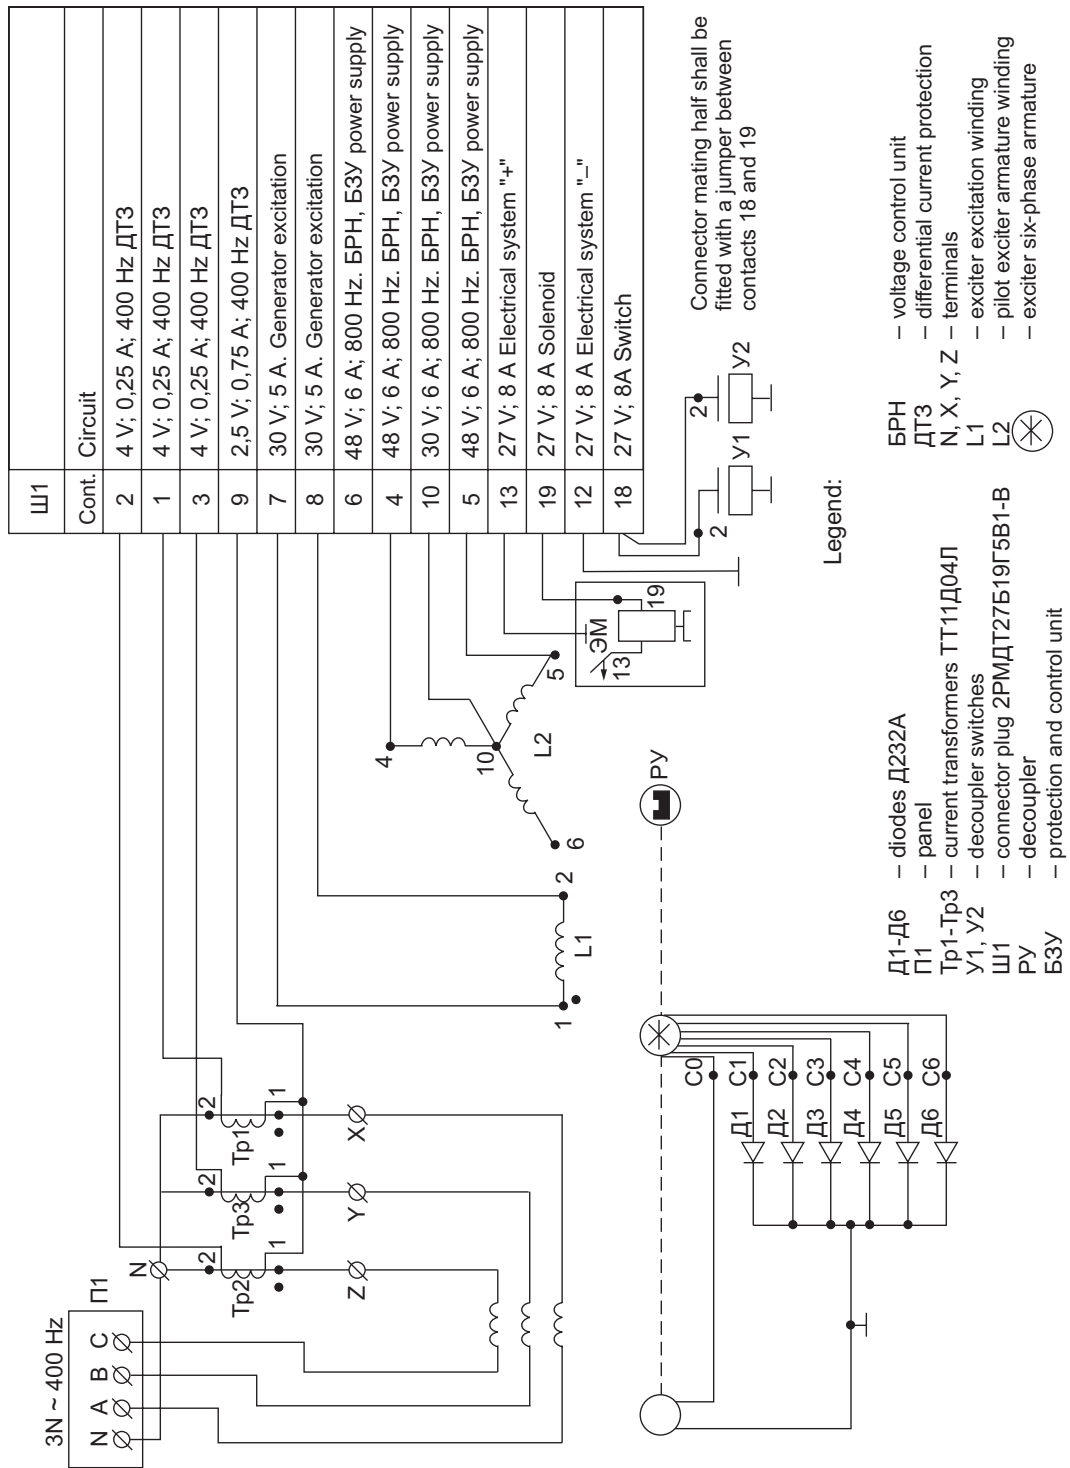 Ш1
Cont. Circuit
2 4 V; 0,25 A; 400 Hz ДТЗ
1 4 V; 0,25 A; 400 Hz ДТЗ
3 4 V; 0,25 A; 400 Hz ДТЗ
9 2,5 V; 0,75 A; 400 Hz ДТЗ
7 30 V; 5 A. Generator excitation
8 30 V; 5 A. Generator excitation
6 48 V; 6 A; 800 Hz. БРН, БЗУ power supply
4 48 V; 6 A; 800 Hz. БРН, БЗУ power supply
10 30 V; 6 A; 800 Hz. БРН, БЗУ power supply
5 48 V; 6 A; 800 Hz. БРН, БЗУ power supply
13 27 V; 8 A Electrical system "+"
19 27 V; 8 A Solenoid
12 27 V; 8 A Electrical system "–"
18 27 V; 8A Switch
3N ~ 400 Hz
П1
N A B C
N
2 2 2
Тр2 Тр3 Тр1
1 1 1
Z Y X
1 2
L1
4
10
6 5
L2
ЭМ
13 19
2 У1
2 У2
Connector mating half shall be
fitted with a jumper between
contacts 18 and 19
РУ
С0
Д1 С1
Д2 С2
Д3 С3
Д4 С4
Д5 С5
Д6 С6
Legend:
Д1-Д6 – diodes Д232А
П1 – panel
Тр1-Тр3 – current transformers ТТ11Д04Л
У1, У2 – decoupler switches
Ш1 – connector plug 2РМДТ27Б19Г5В1-В
РУ – decoupler
БЗУ – protection and control unit
БРН – voltage control unit
ДТЗ – differential current protection
N, X, Y, Z – terminals
L1 – exciter excitation winding
L2 – pilot exciter armature winding
– exciter six-phase armature